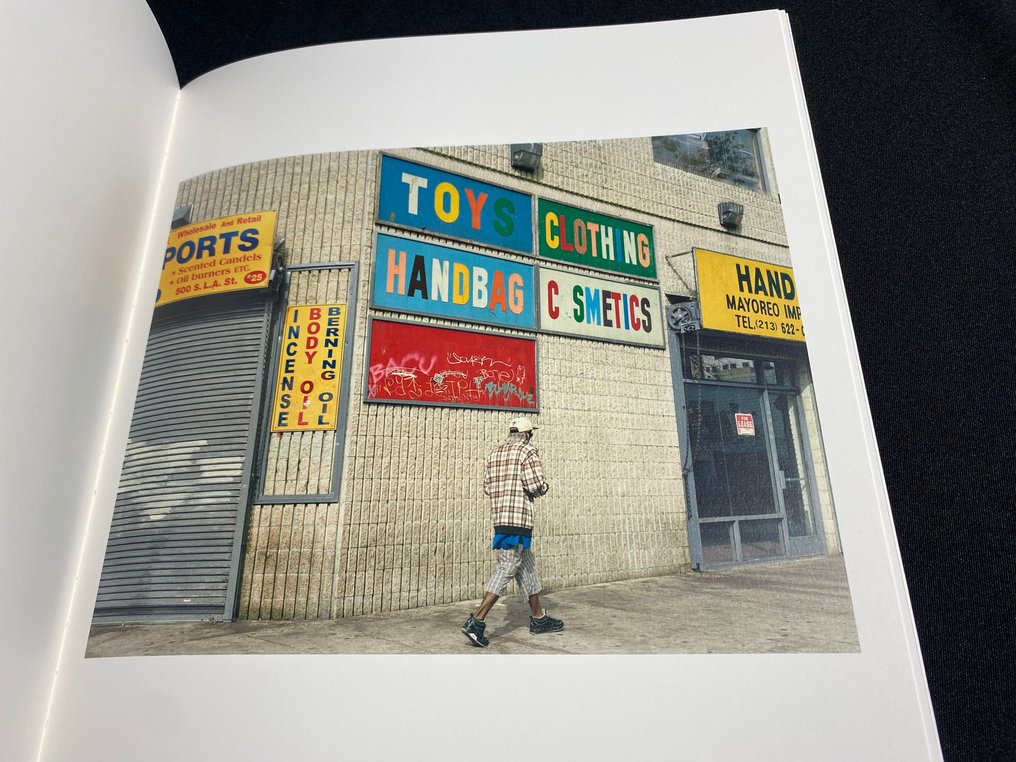 Wholesale And Retail
PORTS
• Scented Candels
• Oil burners ETC.
500 S. L.A. St. #25
INCENSE
BODY OIL
BERNING OIL
TOYS
CLOTHING
HANDBAG
C SMETICS
BACU
HAND
MAYOREO IMP
TEL.(213) 622-
FOR
LEASE